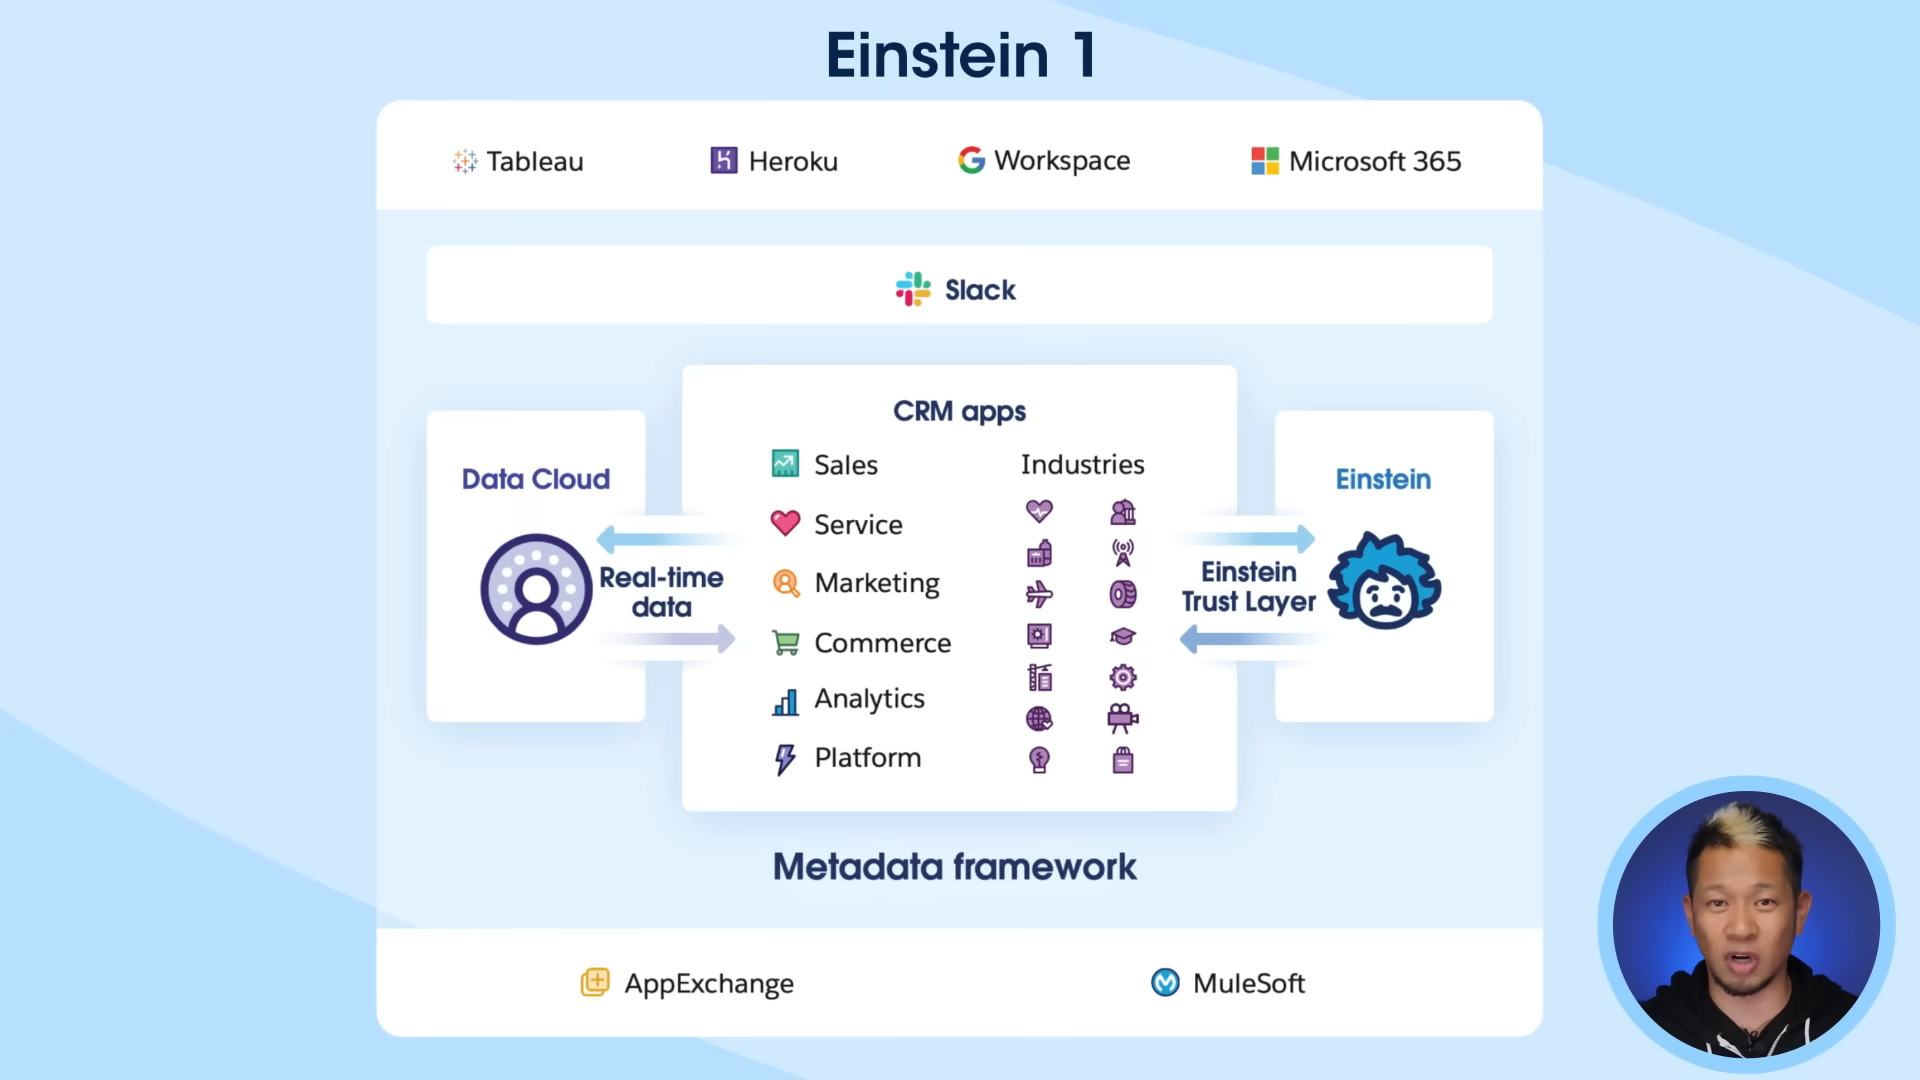 Einstein 1
Tableau
Heroku
Workspace
Microsoft 365
Slack
Data Cloud
Real-time
data
CRM apps
Sales
Service
Marketing
Commerce
Analytics
Platform
Industries
Einstein
Trust Layer
Einstein
Metadata framework
AppExchange
MuleSoft